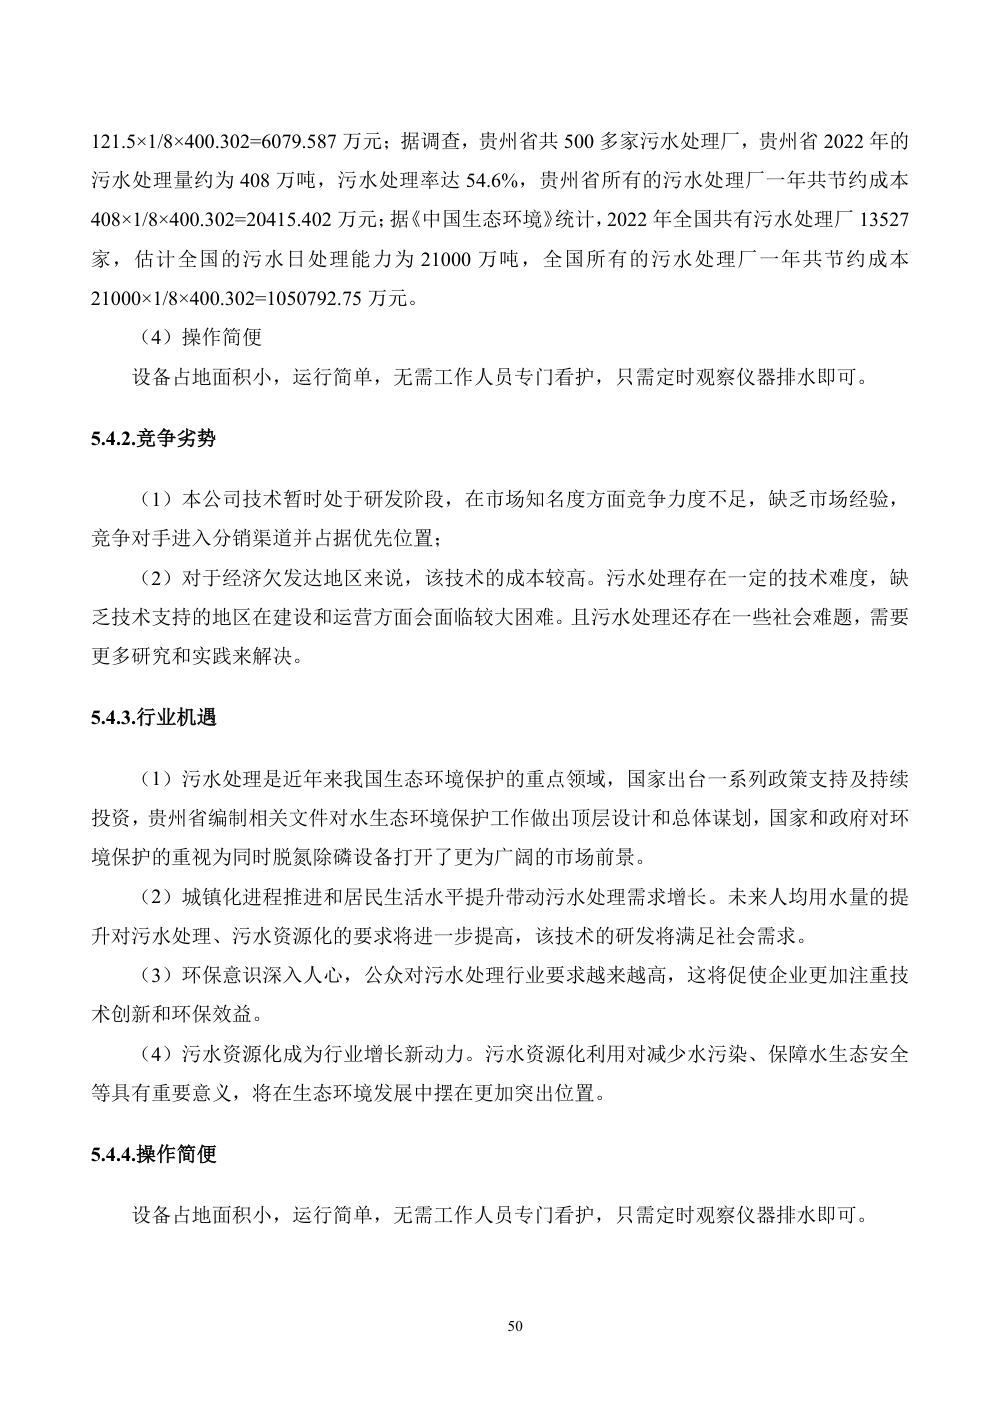 121.5×1/8×400.302=6079.587 万元；据调查，贵州省共 500 多家污水处理厂，贵州省 2022 年的
污水处理量约为 408 万吨，污水处理率达 54.6%，贵州省所有的污水处理厂一年共节约成本
408×1/8×400.302=20415.402 万元；据《中国生态环境》统计，2022 年全国共有污水处理厂 13527
家，估计全国的污水日处理能力为 21000 万吨，全国所有的污水处理厂一年共节约成本
21000×1/8×400.302=1050792.75 万元。
（4）操作简便
设备占地面积小，运行简单，无需工作人员专门看护，只需定时观察仪器排水即可。
5.4.2.竞争劣势
（1）本公司技术暂时处于研发阶段，在市场知名度方面竞争力度不足，缺乏市场经验，
竞争对手进入分销渠道并占据优先位置；
（2）对于经济欠发达地区来说，该技术的成本较高。污水处理存在一定的技术难度，缺
乏技术支持的地区在建设和运营方面会面临较大困难。且污水处理还存在一些社会难题，需要
更多研究和实践来解决。
5.4.3.行业机遇
（1）污水处理是近年来我国生态环境保护的重点领域，国家出台一系列政策支持及持续
投资，贵州省编制相关文件对水生态环境保护工作做出顶层设计和总体谋划，国家和政府对环
境保护的重视为同时脱氮除磷设备打开了更为广阔的市场前景。
（2）城镇化进程推进和居民生活水平提升带动污水处理需求增长。未来人均用水量的提
升对污水处理、污水资源化的要求将进一步提高，该技术的研发将满足社会需求。
（3）环保意识深入人心，公众对污水处理行业要求越来越高，这将促使企业更加注重技
术创新和环保效益。
（4）污水资源化成为行业增长新动力。污水资源化利用对减少水污染、保障水生态安全
等具有重要意义，将在生态环境发展中摆在更加突出位置。
5.4.4.操作简便
设备占地面积小，运行简单，无需工作人员专门看护，只需定时观察仪器排水即可。
50